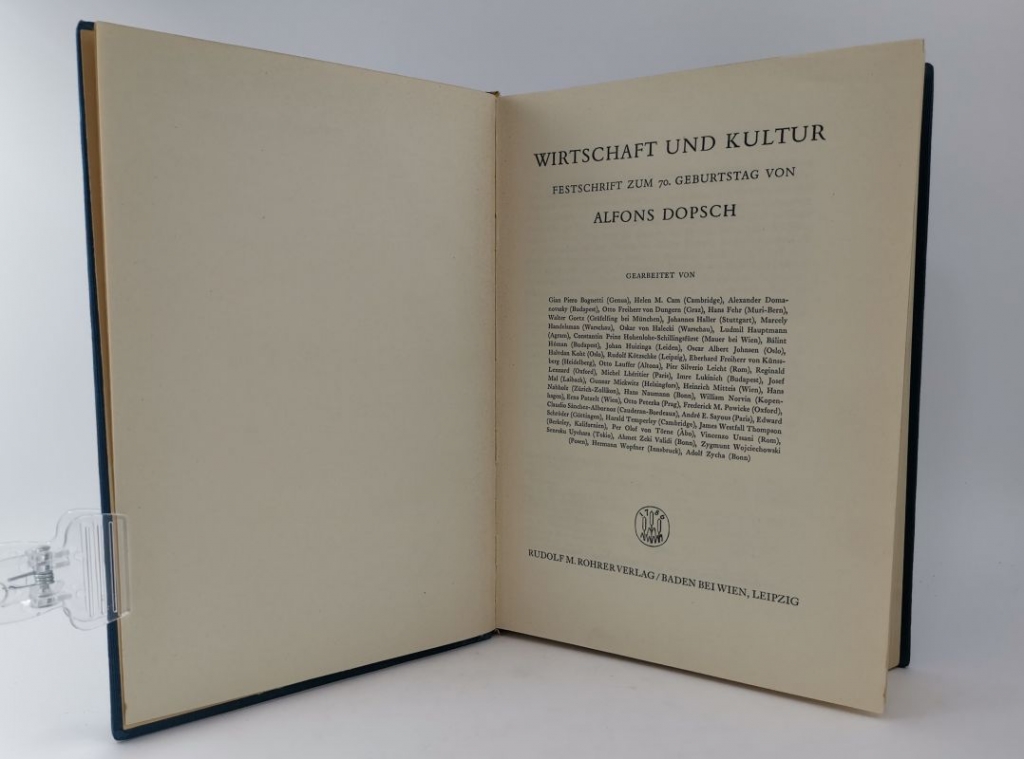 WIRTSCHAFT UND KULTUR
FESTSCHRIFT ZUM 70. GEBURTSTAG VON
ALFONS DOPSCH
GEARBEITET VON
Gian Piero Bognetti (Genua), Helen M. Cam (Cambridge), Alexander Doma-
novszky (Budapest), Otto Freiherr von Dungern (Graz), Hans Fehr (Muri-Bern),
Walter Goetz (Gräfelfing bei München), Johannes Haller (Stuttgart), Marcely
Handelsman (Warschau), Oskar von Halecki (Warschau), Ludmil Hauptmann
(Agram), Constantin Prinz Hohenlohe-Schillingsfürst (Mauer bei Wien), Bálint
Hóman (Budapest), Johan Huizinga (Leiden), Oscar Albert Johnsen (Oslo),
Halvdan Koht (Oslo), Rudolf Kötzschke (Leipzig), Eberhard Freiherr von Künss-
berg (Heidelberg), Otto Lauffer (Altona), Pier Silverio Leicht (Rom), Reginald
Lennard (Oxford), Michel Lhéritier (Paris), Imre Lukinich (Budapest), Josef
Mal (Laibach), Gunnar Mickwitz (Helsingfors), Heinrich Mitteis (Wien), Hans
Nabholz (Zürich-Zollikon), Hans Naumann (Bonn), William Norvin (Kopen-
hagen), Erna Patzelt (Wien), Otto Peterka (Prag), Frederick M. Powicke (Oxford),
Claudio Sánchez-Albornoz (Cauderan-Bordeaux), André E. Sayous (Paris), Edward
Schröder (Göttingen), Harold Temperley (Cambridge), James Westfall Thompson
(Berkeley, Kalifornien), Per Olof von Törne (Åbo), Vincenzo Ussani (Rom),
Senroku Uyehara (Tokio), Ahmet Zeki Validi (Bonn), Zygmunt Wojciechowski
(Posen), Hermann Wopfner (Innsbruck), Adolf Zycha (Bonn)
1786
RUDOLF M. ROHRER VERLAG / BADEN BEI WIEN, LEIPZIG